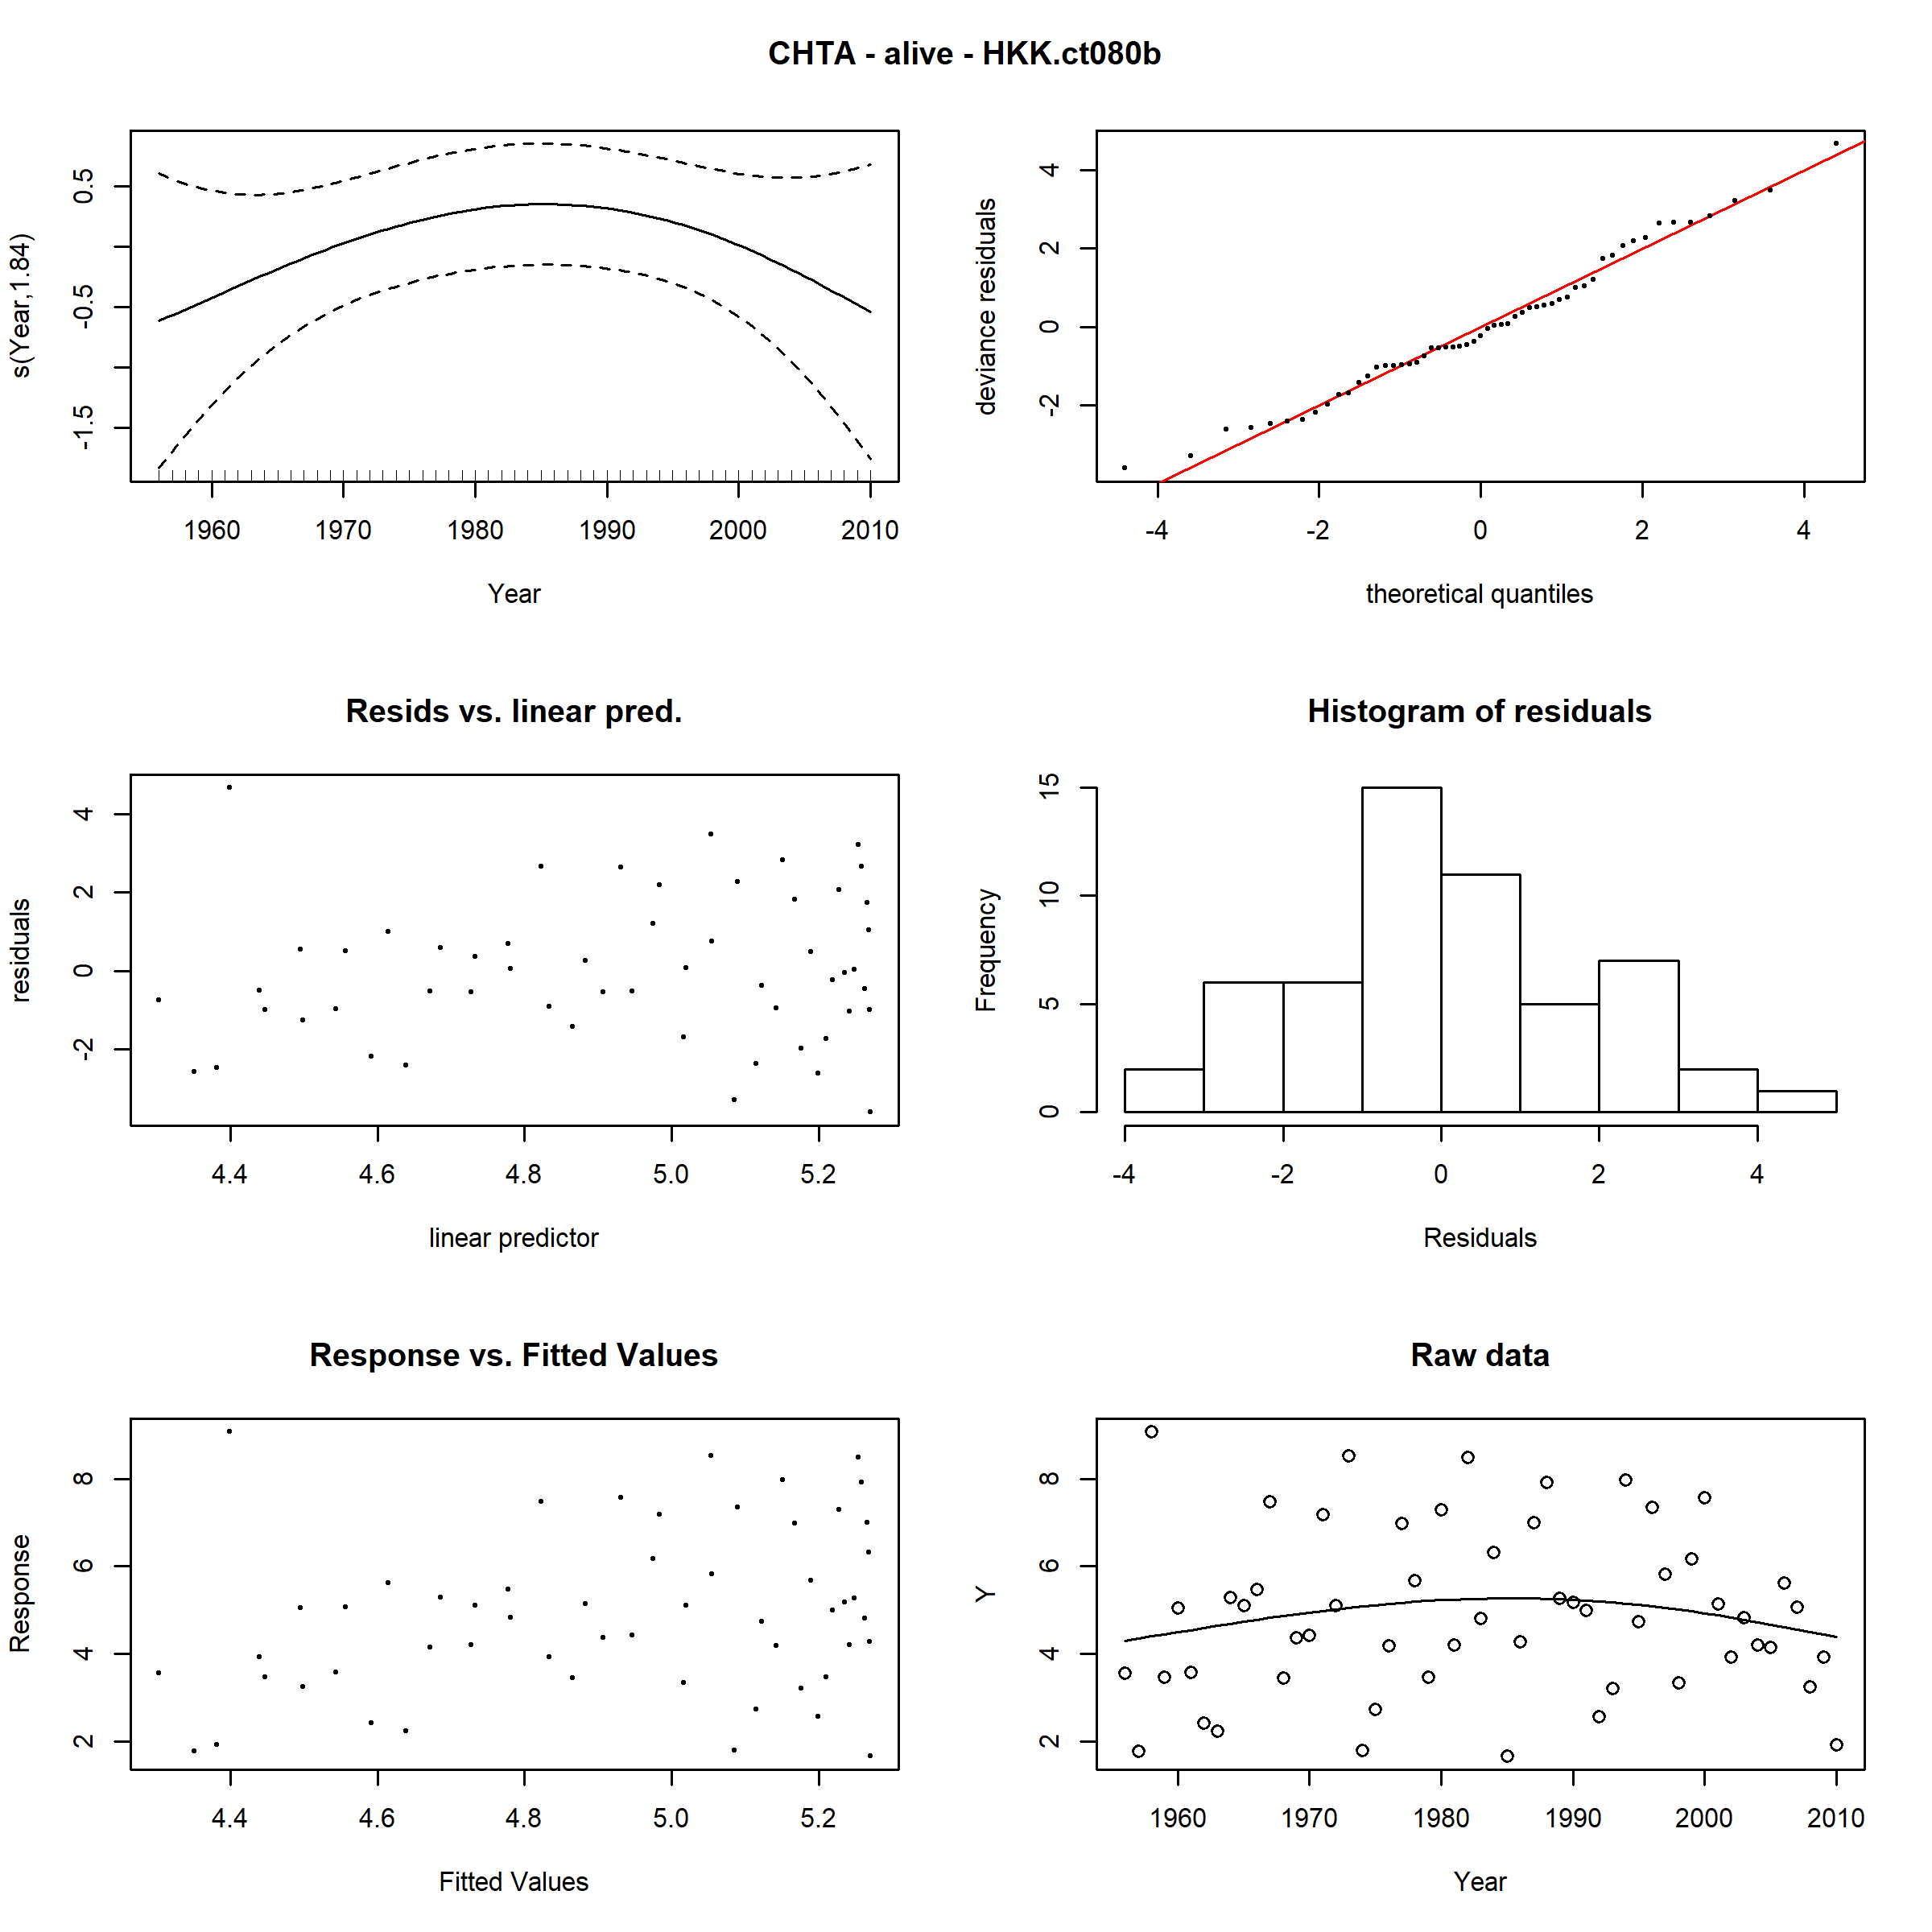 CHTA - alive - HKK.ct080b
s(Year,1.84)
0.5
-0.5
-1.5
1960 1970 1980 1990 2000 2010
Year
deviance residuals
4
2
0
-2
-4 -2 0 2 4
theoretical quantiles
Resids vs. linear pred.
residuals
4
2
0
-2
4.4 4.6 4.8 5.0 5.2
linear predictor
Histogram of residuals
Frequency
15
10
5
0
-4 -2 0 2 4
Residuals
Response vs. Fitted Values
Response
8
6
4
2
4.4 4.6 4.8 5.0 5.2
Fitted Values
Raw data
Y
8
6
4
2
1960 1970 1980 1990 2000 2010
Year